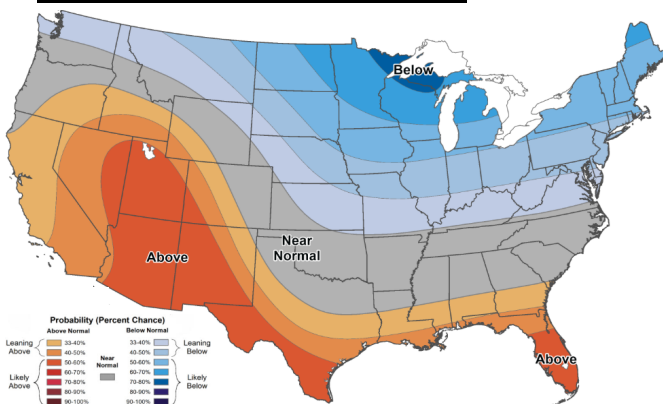 Below
Near
Normal
Above
Above
Probability (Percent Chance)
Above Normal
Below Normal
Leaning
Above
33-40%
40-50%
Likely
Above
50-60%
60-70%
70-80%
80-90%
90-100%
Near
Normal
33-40%
40-50%
Leaning
Below
50-60%
60-70%
70-80%
80-90%
90-100%
Likely
Below